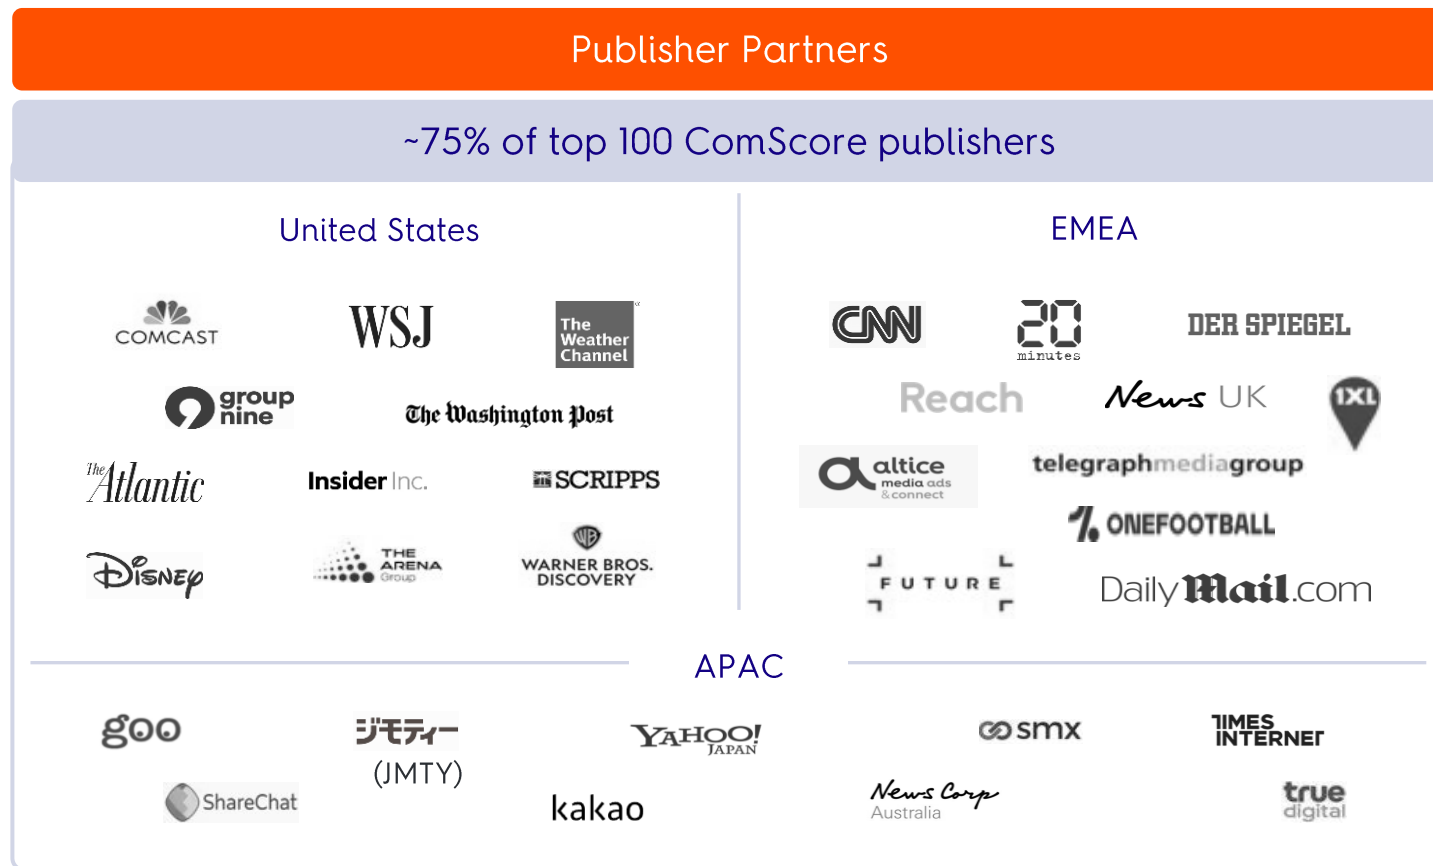 Publisher Partners
~75% of top 100 ComScore publishers
United States
COMCAST
WSJ
The
Weather
Channel
group
nine
The Washington Post
The
Atlantic
Insider Inc.
SCRIPPS
Disney
THE
ARENA
Group
WB
WARNER BROS.
DISCOVERY
EMEA
CNN
20
minutes
DER SPIEGEL
Reach
News UK
1XL
altice
media ads
& connect
telegraphmediagroup
ONEFOOTBALL
FUTURE
DailyMail.com
APAC
goo
ジモティー
(JMTY)
YAHOO!
JAPAN
smx
TIMES
INTERNET
ShareChat
kakao
News Corp
Australia
true
digital